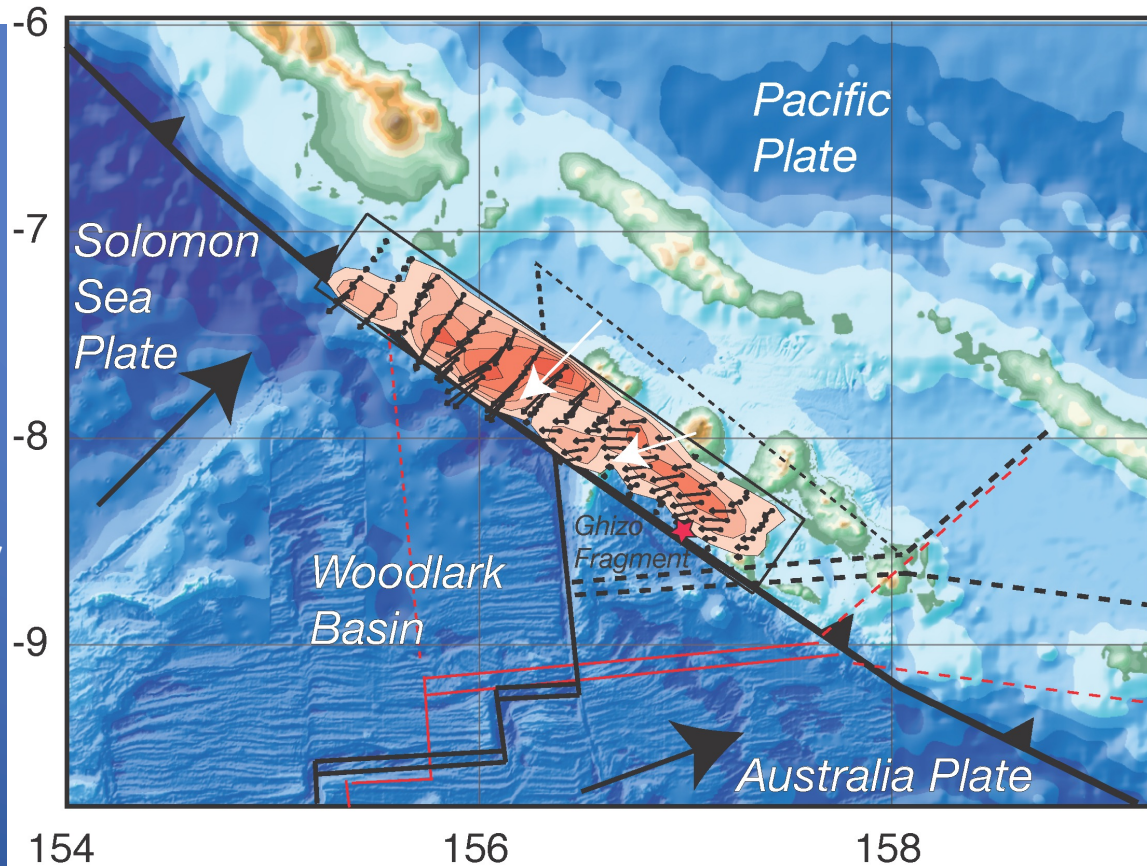 -6
Pacific
Plate
-7
Solomon
Sea
Plate
-8
Ghizo
Fragment
Woodlark
Basin
-9
Australia Plate
154
156
158